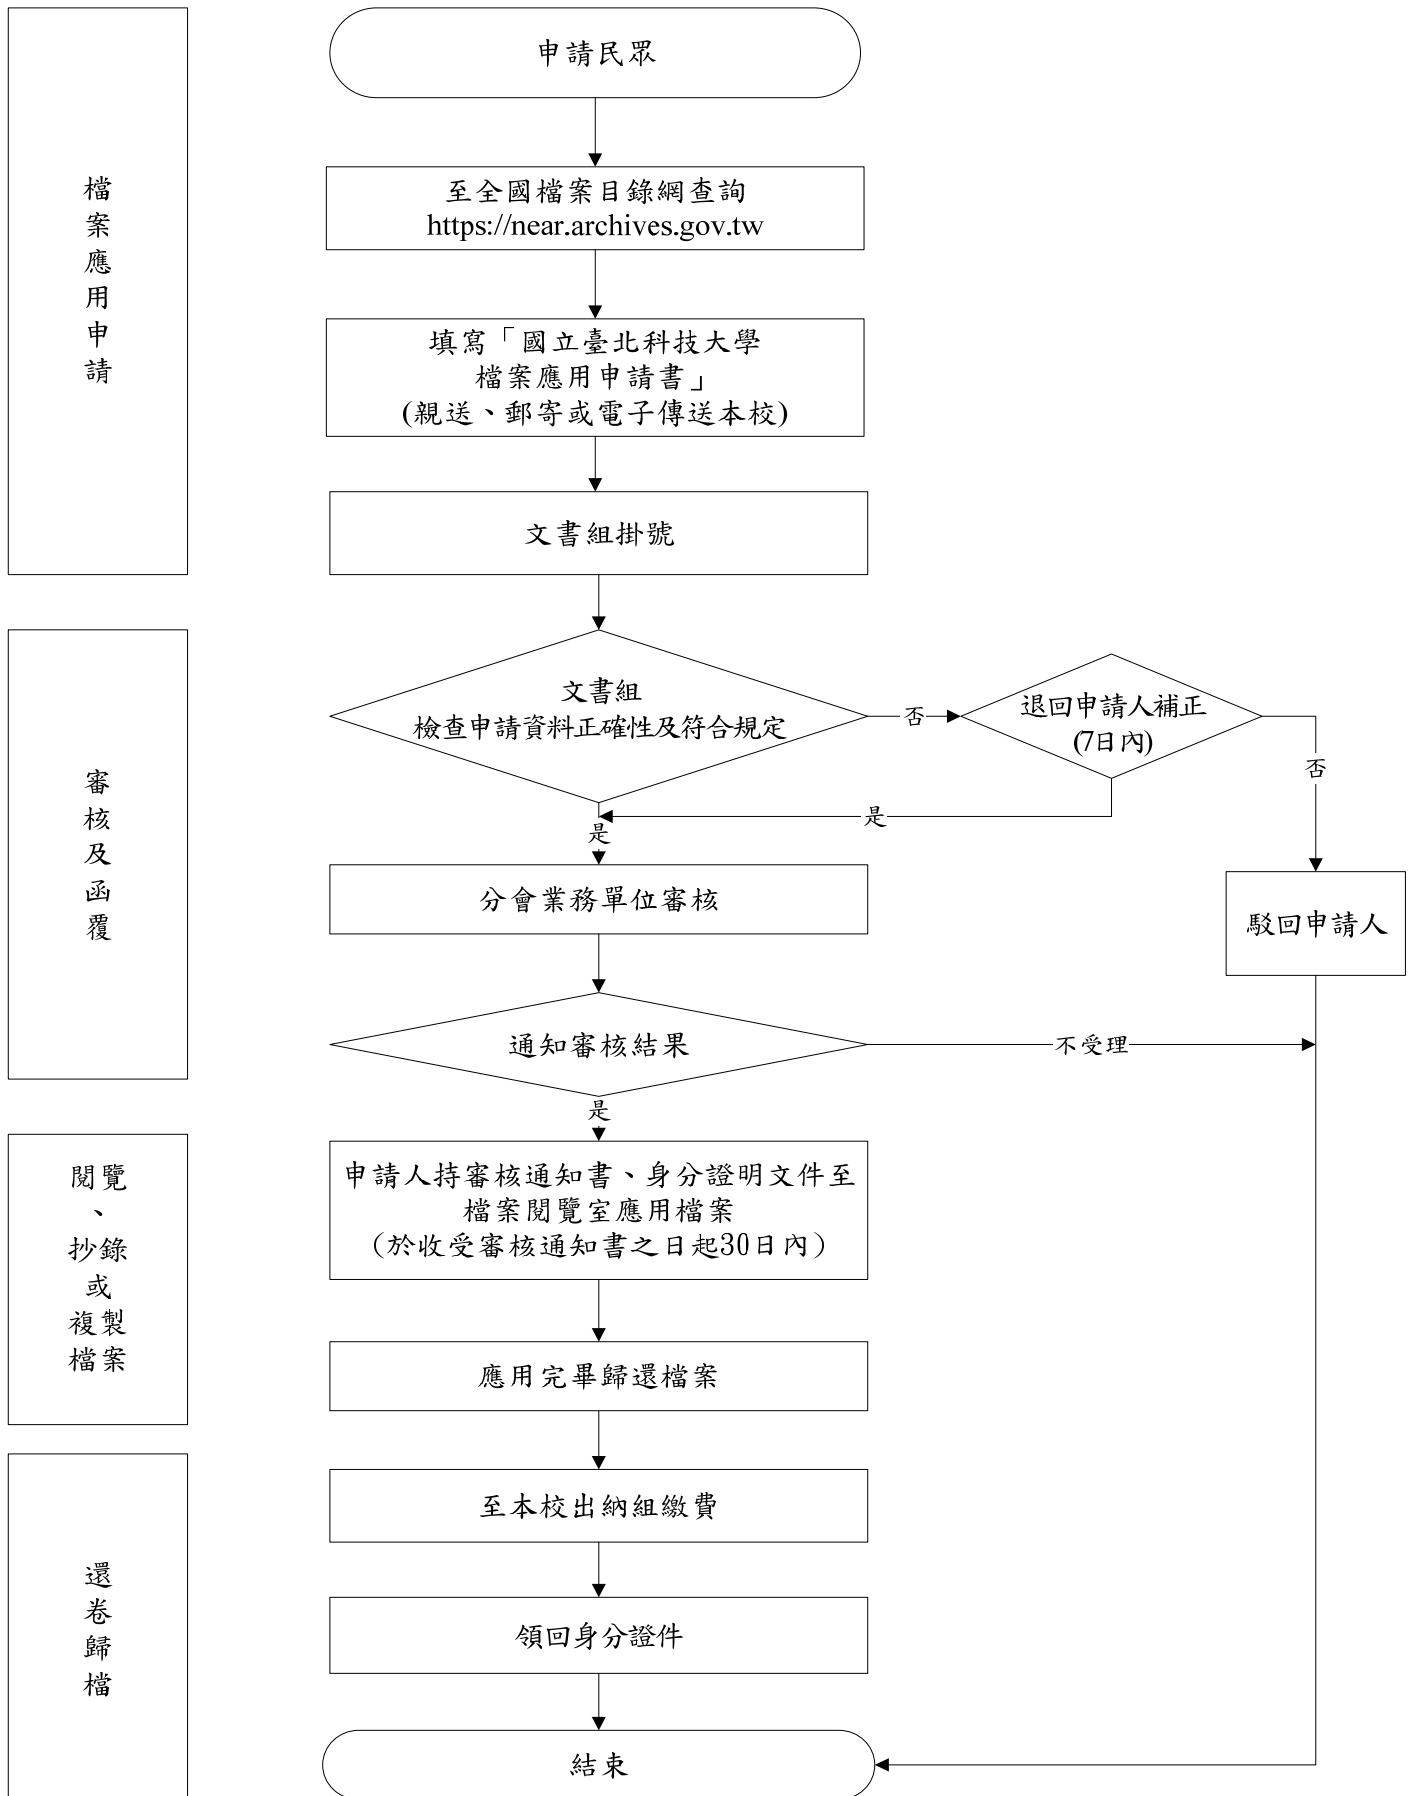 檔
案
應
用
申
請
申請民眾
至全國檔案目錄網查詢
https://near.archives.gov.tw
填寫「國立臺北科技大學
檔案應用申請書」
(親送、郵寄或電子傳送本校)
文書組掛號
審
核
及
函
覆
文書組
檢查申請資料正確性及符合規定
否
退回申請人補正
(7日內)
否
是
是
分會業務單位審核
駁回申請人
通知審核結果
不受理
是
閱覽
、
抄錄
或
複製
檔案
申請人持審核通知書、身分證明文件至
檔案閱覽室應用檔案
（於收受審核通知書之日起30日內）
應用完畢歸還檔案
還
卷
歸
檔
至本校出納組繳費
領回身分證件
結束